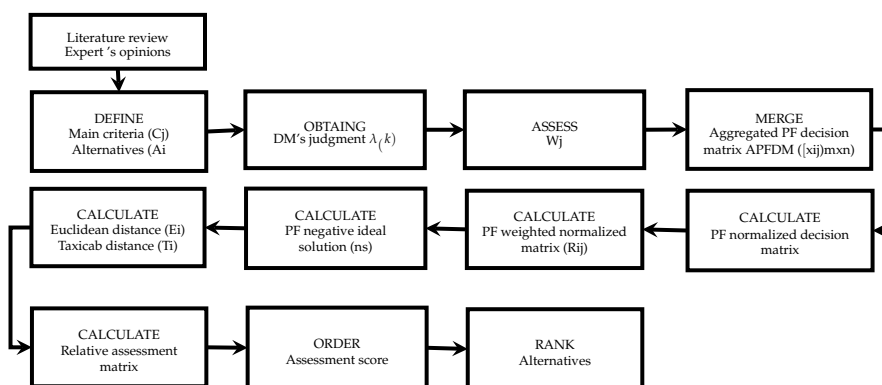 Literature review
Expert 's opinions
DEFINE
Main criteria (Cj)
Alternatives (Ai
OBTAING
DM's judgment λ(k)
ASSESS
Wj
MERGE
Aggregated PF decision
matrix APFDM ([xij)mxn)
CALCULATE
PF normalized decision
matrix
CALCULATE
PF weighted normalized
matrix (Rij)
CALCULATE
PF negative ideal
solution (ns)
CALCULATE
Euclidean distance (Ei)
Taxicab distance (Ti)
CALCULATE
Relative assessment
matrix
ORDER
Assessment score
RANK
Alternatives